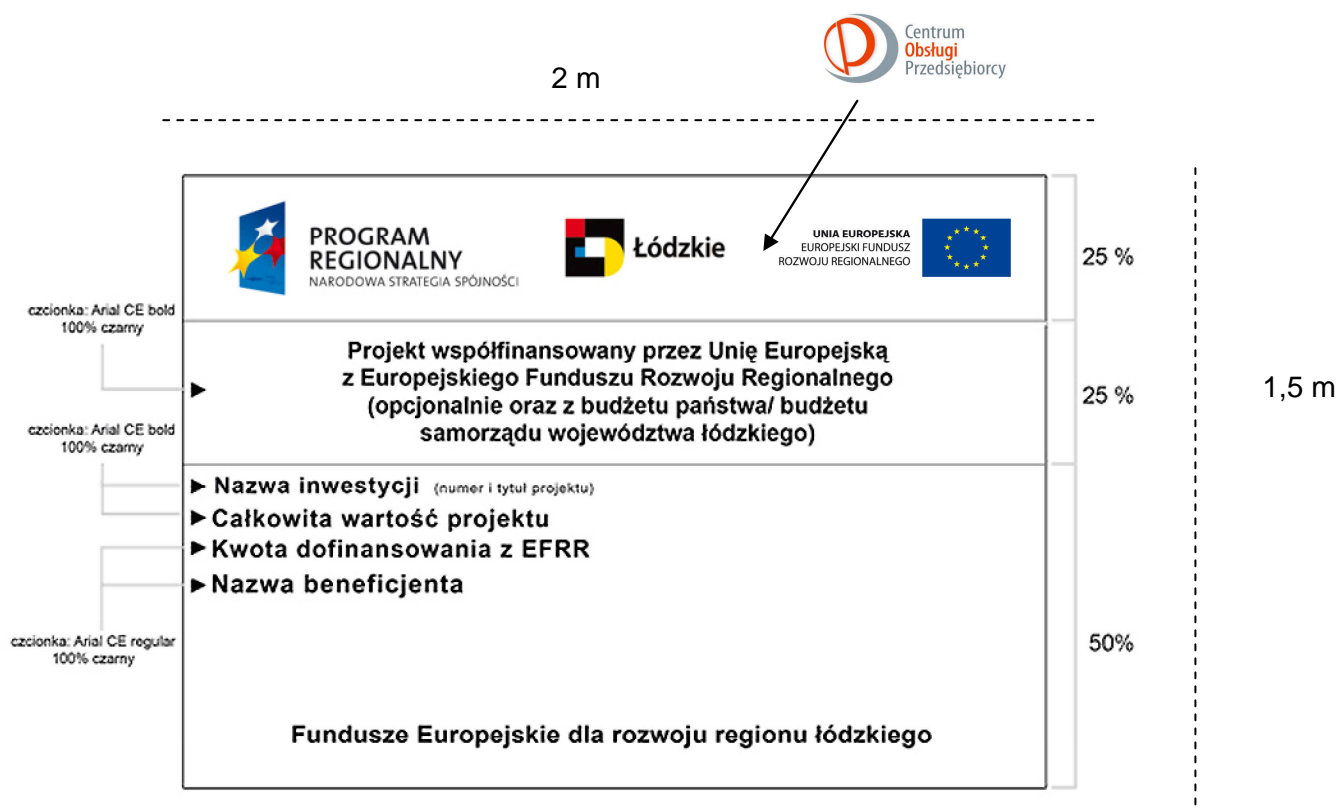 Centrum
Obsługi
Przedsiębiorcy
2 m
PROGRAM
REGIONALNY
NARODOWA STRATEGIA SPÓJNOŚCI
Łódzkie
UNIA EUROPEJSKA
EUROPEJSKI FUNDUSZ
ROZWOJU REGIONALNEGO
25 %
czcionka: Arial CE bold
100% czarny
Projekt współfinansowany przez Unię Europejską
z Europejskiego Funduszu Rozwoju Regionalnego
(opcjonalnie oraz z budżetu państwa/ budżetu
samorządu województwa łódzkiego)
25 %
1,5 m
czcionka: Arial CE bold
100% czarny
Nazwa inwestycji (numer i tytuł projektu)
Całkowita wartość projektu
Kwota dofinansowania z EFRR
Nazwa beneficjenta
czcionka: Arial CE regular
100% czarny
50%
Fundusze Europejskie dla rozwoju regionu łódzkiego